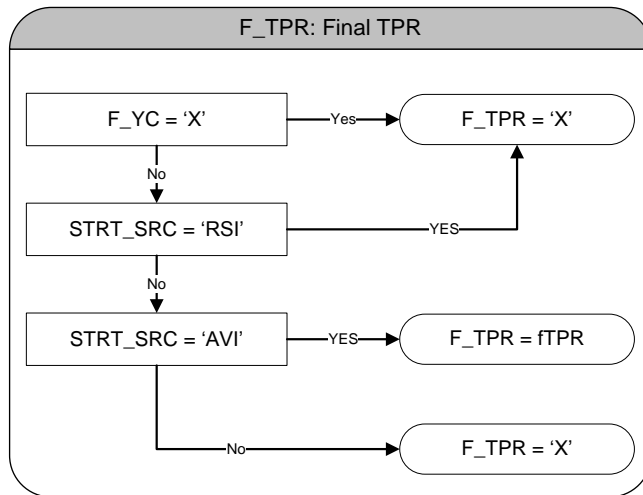 F_TPR: Final TPR
F_YC = ‘X’
Yes
F_TPR = ‘X’
No
STRT_SRC = ‘RSI’
YES
No
STRT_SRC = ‘AVI’
YES
F_TPR = fTPR
No
F_TPR = ‘X’